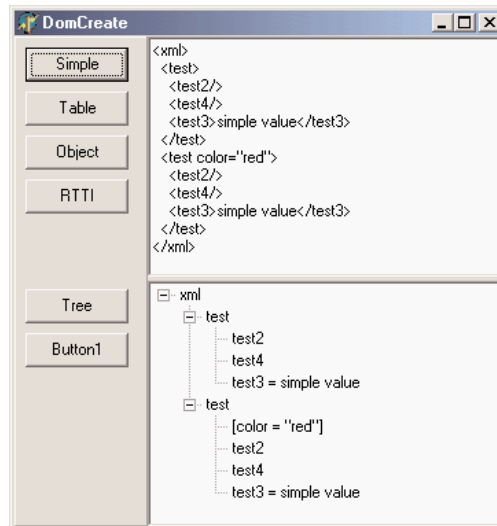 DomCreate
Simple
Table
Object
RTTI
Tree
Button1
<xml>
<test>
<test2/>
<test4/>
<test3>simple value</test3>
</test>
<test color="red">
<test2/>
<test4/>
<test3>simple value</test3>
</test>
</xml>
xml
test
test2
test4
test3 = simple value
test
[color = "red"]
test2
test4
test3 = simple value